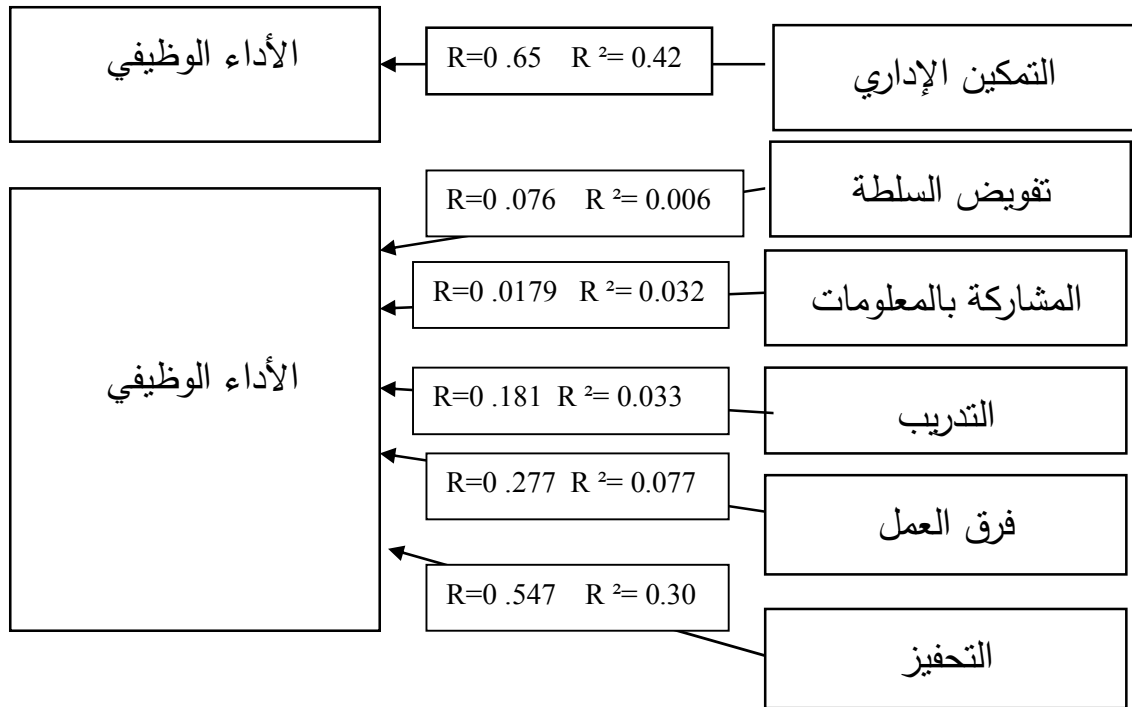 التمكين الإداري
R=0 .65 R ²= 0.42
الأداء الوظيفي
تفويض السلطة
R=0 .076 R ²= 0.006
المشاركة بالمعلومات
R=0 .0179 R ²= 0.032
الأداء الوظيفي
التدريب
R=0 .181 R ²= 0.033
فرق العمل
R=0 .277 R ²= 0.077
التحفيز
R=0 .547 R ²= 0.30